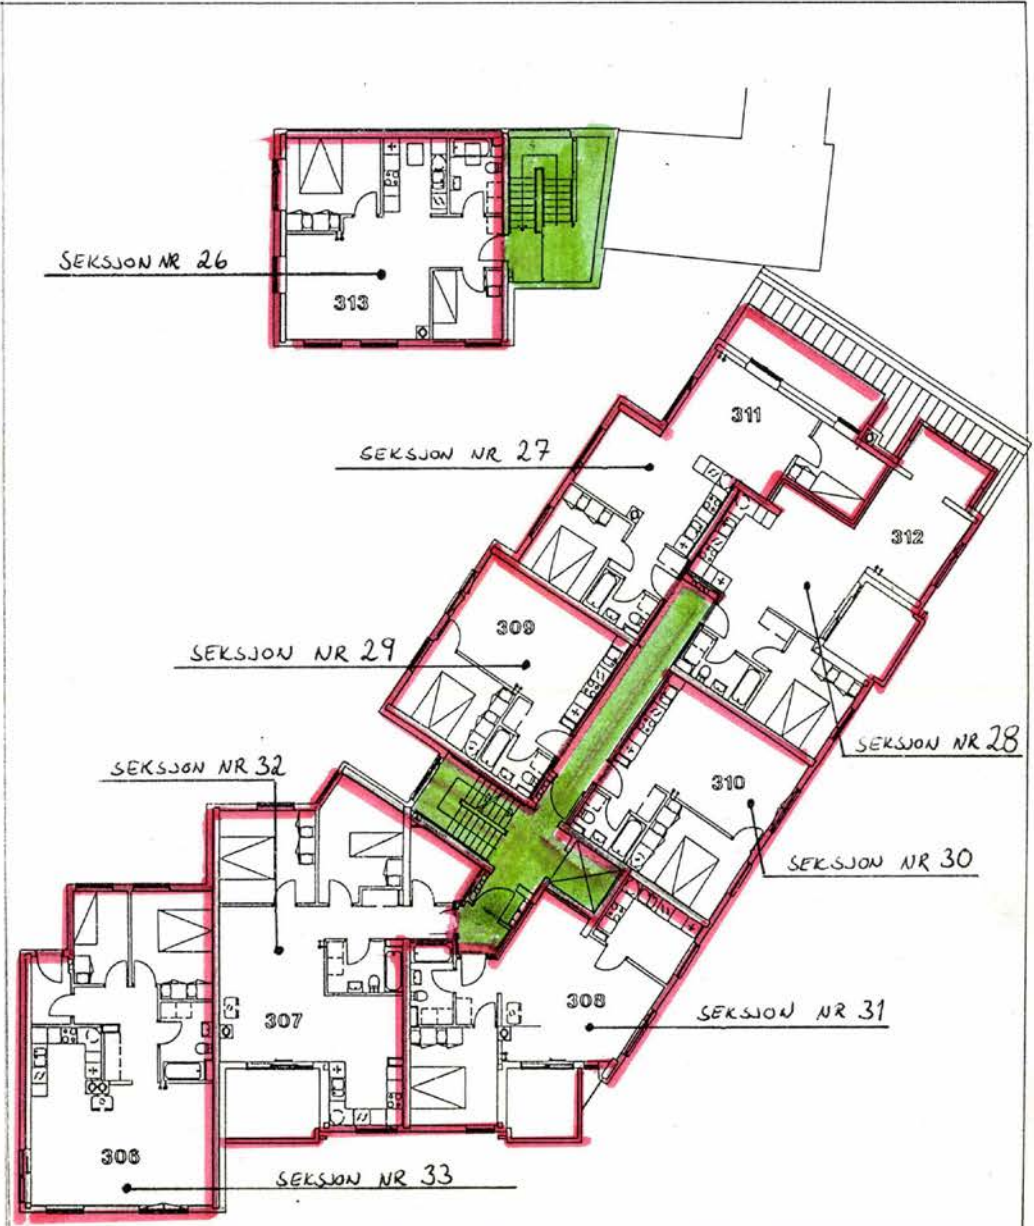 SEKSJON NR 26
313
311
SEKSJON NR 27
312
309
SEKSJON NR 29
SEKSJON NR 28
SEKSJON NR 32
310
SEKSJON NR 30
308
307
SEKSJON NR 31
306
SEKSJON NR 33